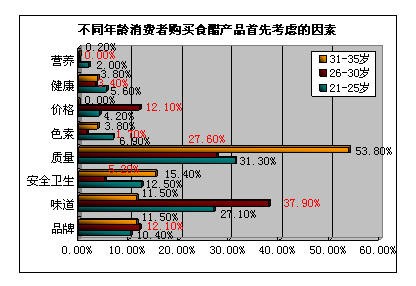 不同年龄消费者购买食醋产品首先考虑的因素
31-35岁
26-30岁
21-25岁
营养
0.20%
0.00%
2.00%
健康
3.80%
3.40%
5.60%
价格
0.00%
12.10%
4.20%
色素
3.80%
1.70%
6.90%
质量
53.80%
27.60%
31.30%
安全卫生
15.40%
5.20%
12.50%
味道
11.50%
37.90%
27.10%
品牌
11.50%
12.10%
10.40%
0.00% 10.00% 20.00% 30.00% 40.00% 50.00% 60.00%